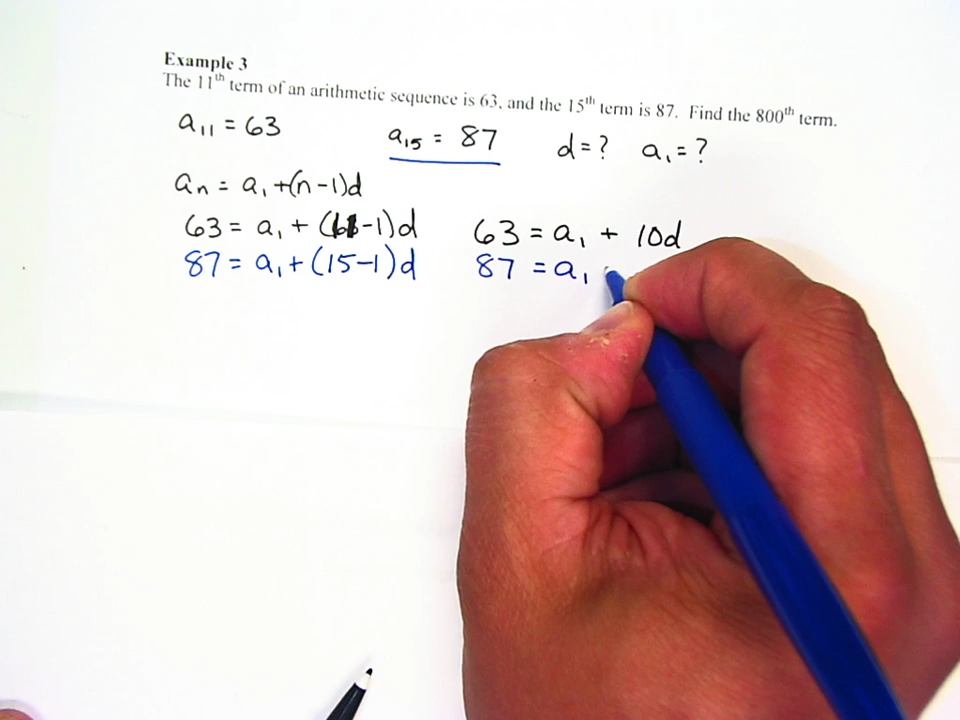 Example 3
The 11th term of an arithmetic sequence is 63, and the 15th term is 87. Find the 800th term.
a₁₁ = 63 a₁₅ = 87 d = ? a₁ = ?
aₙ = a₁ + (n - 1)d
63 = a₁ + (11 - 1)d 63 = a₁ + 10d
87 = a₁ + (15 - 1)d 87 = a₁